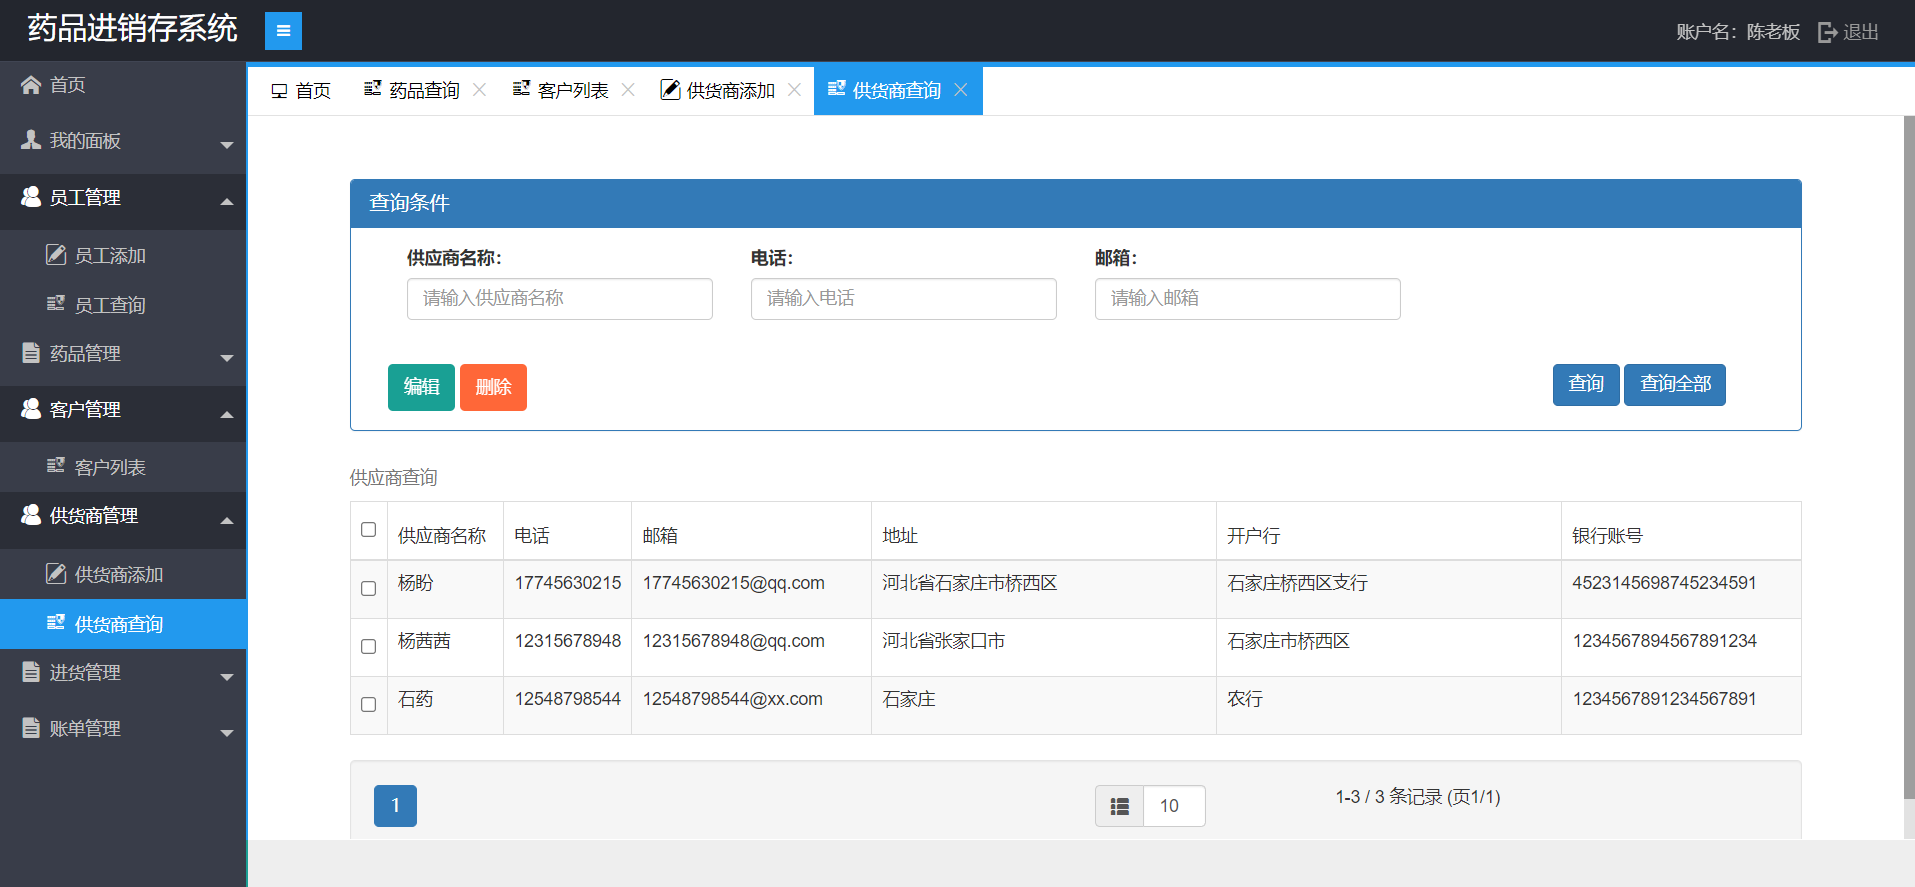 药品进销存系统
账户名：陈老板 退出
首页
我的面板
员工管理
员工添加
员工查询
药品管理
客户管理
客户列表
供货商管理
供货商添加
供货商查询
进货管理
账单管理
首页 药品查询 客户列表 供货商添加 供货商查询
查询条件
供应商名称： 电话： 邮箱：
请输入供应商名称 请输入电话 请输入邮箱
编辑 删除 查询 查询全部
供应商查询
供应商名称 电话 邮箱 地址 开户行 银行账号
杨盼 17745630215 17745630215@qq.com 河北省石家庄市桥西区 石家庄桥西区支行 4523145698745234591
杨茜茜 12315678948 12315678948@qq.com 河北省张家口市 石家庄市桥西区 1234567894567891234
石药 12548798544 12548798544@xx.com 石家庄 农行 1234567891234567891
1 10 1-3 / 3 条记录 (页1/1)